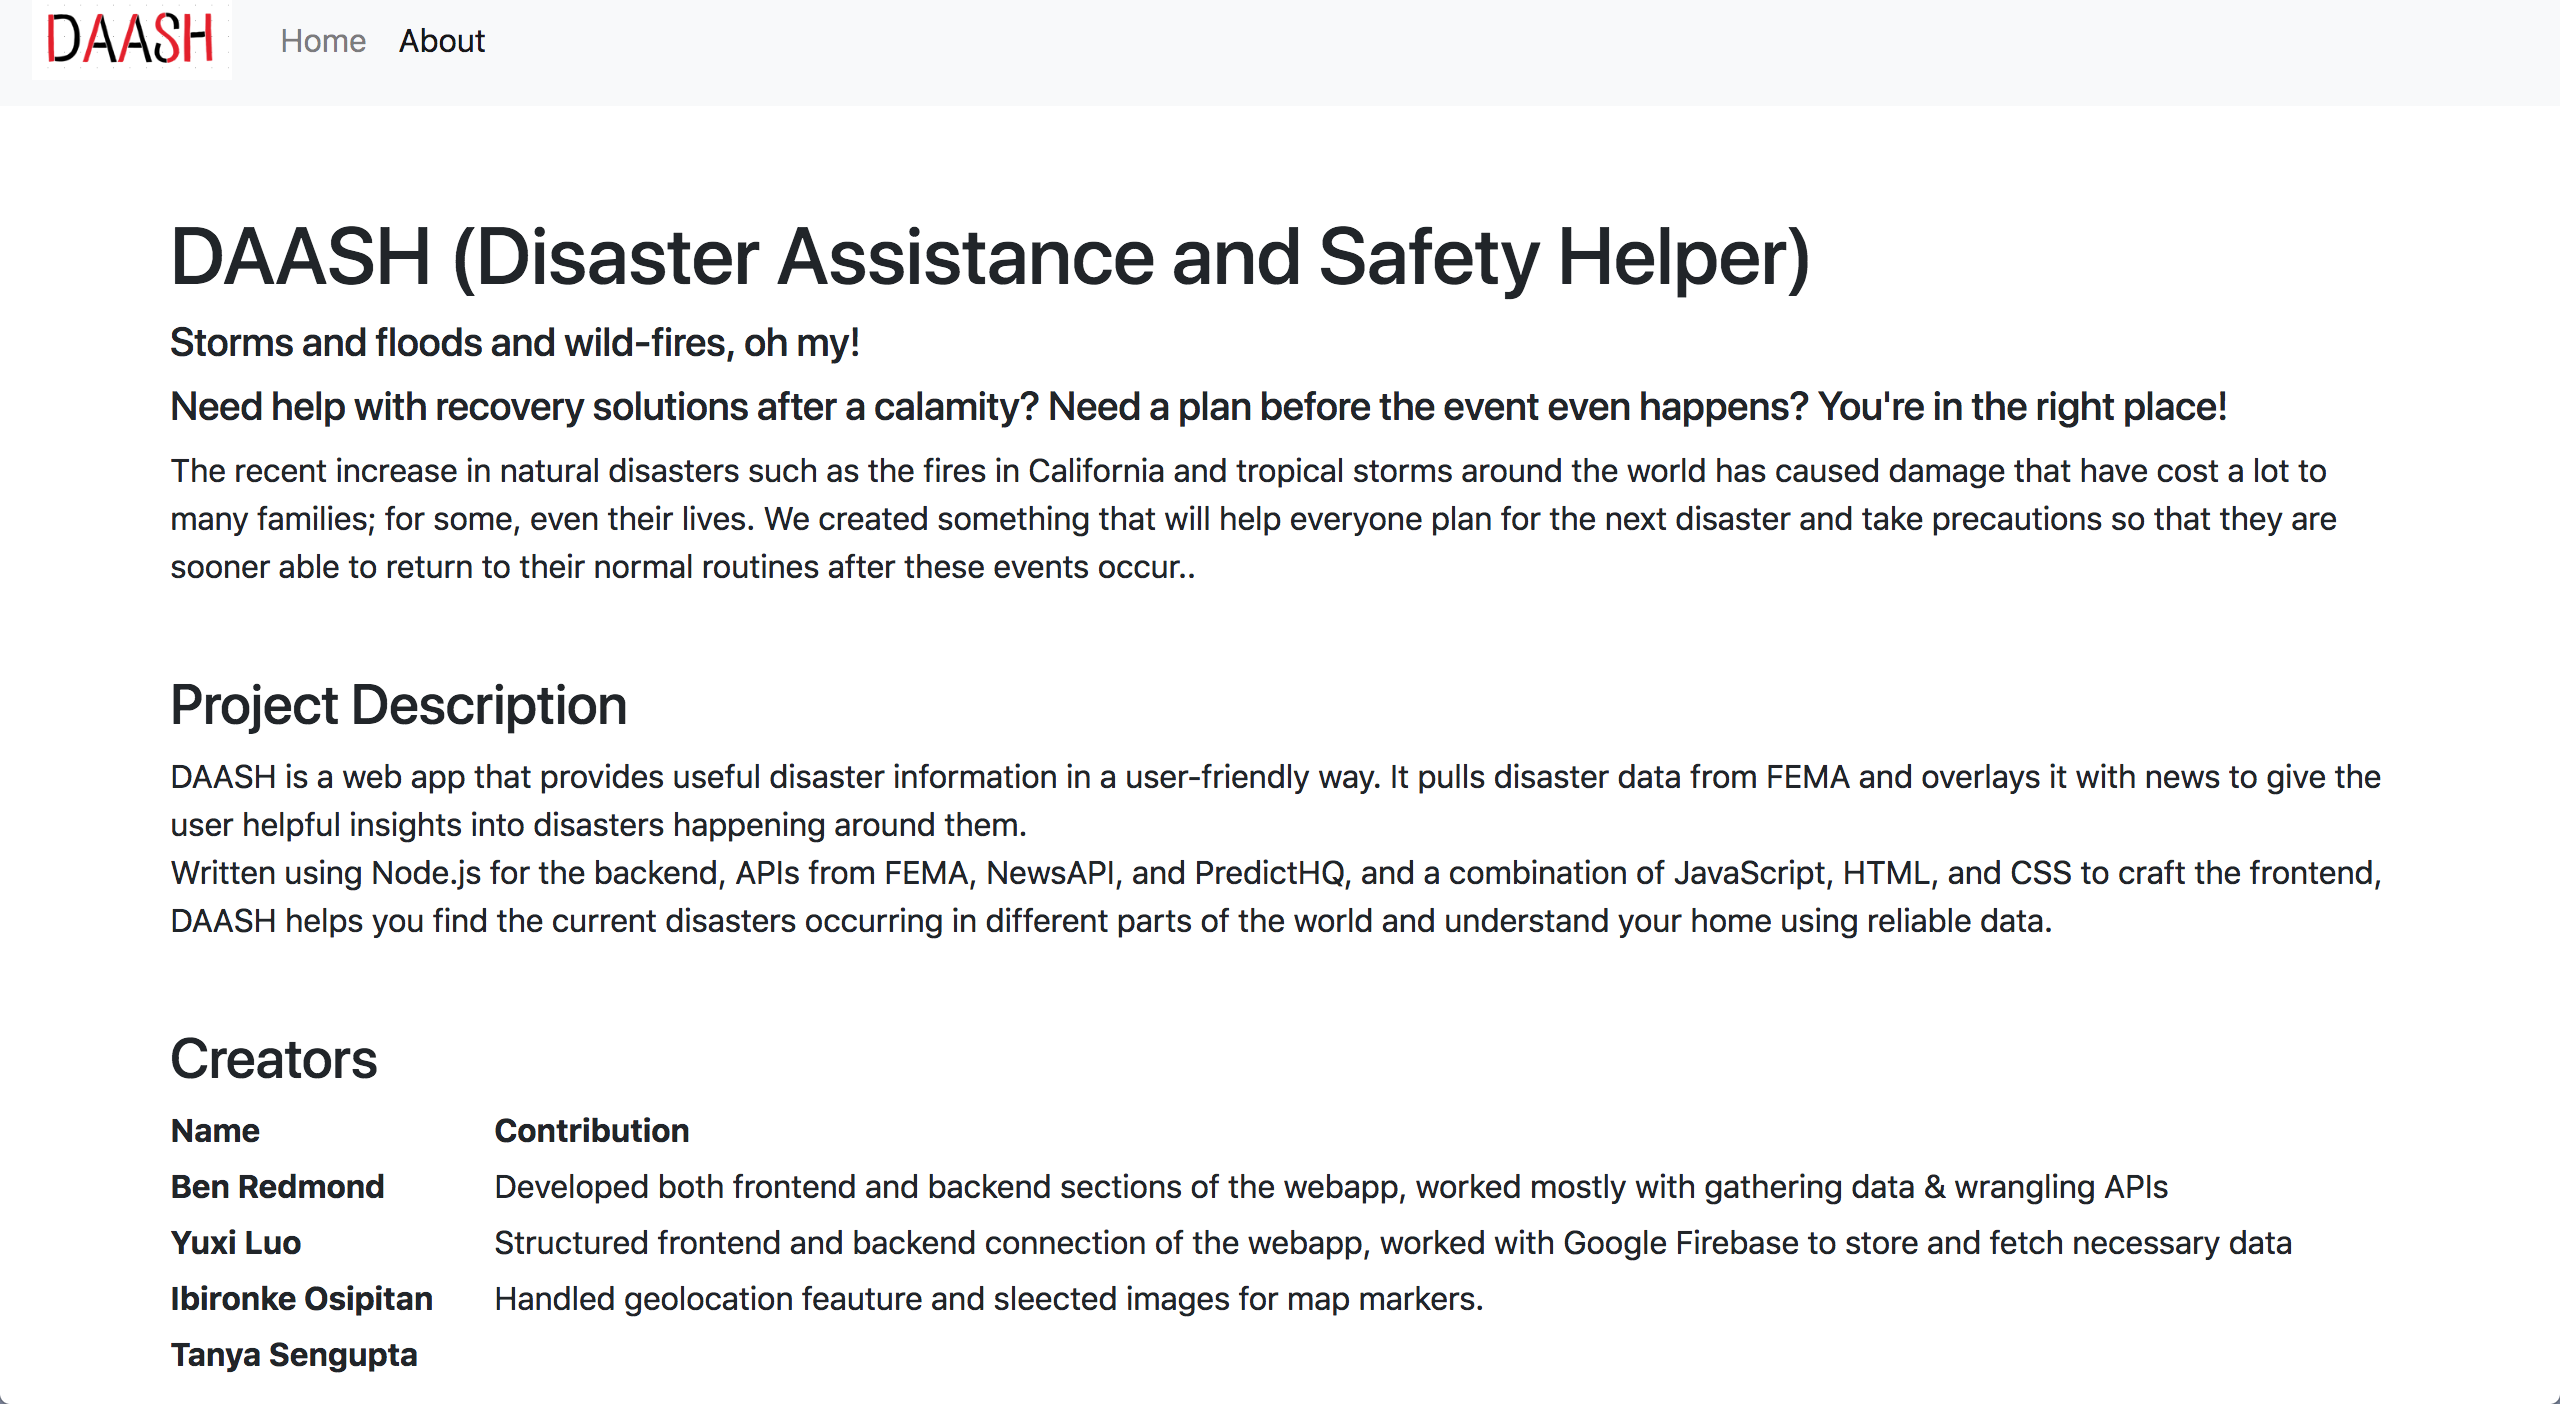 DAASH Home About
DAASH (Disaster Assistance and Safety Helper)
Storms and floods and wild-fires, oh my!
Need help with recovery solutions after a calamity? Need a plan before the event even happens? You're in the right place!
The recent increase in natural disasters such as the fires in California and tropical storms around the world has caused damage that have cost a lot to
many families; for some, even their lives. We created something that will help everyone plan for the next disaster and take precautions so that they are
sooner able to return to their normal routines after these events occur..
Project Description
DAASH is a web app that provides useful disaster information in a user-friendly way. It pulls disaster data from FEMA and overlays it with news to give the
user helpful insights into disasters happening around them.
Written using Node.js for the backend, APIs from FEMA, NewsAPI, and PredictHQ, and a combination of JavaScript, HTML, and CSS to craft the frontend,
DAASH helps you find the current disasters occurring in different parts of the world and understand your home using reliable data.
Creators
Name Contribution
Ben Redmond Developed both frontend and backend sections of the webapp, worked mostly with gathering data & wrangling APIs
Yuxi Luo Structured frontend and backend connection of the webapp, worked with Google Firebase to store and fetch necessary data
Ibironke Osipitan Handled geolocation feauture and sleected images for map markers.
Tanya Sengupta